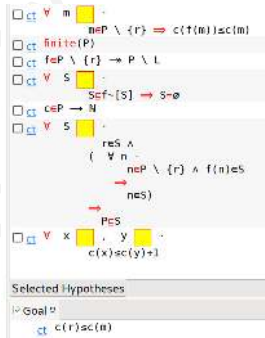 ct ∀ m ·
m∈P ∖ {r} ⇒ c(f(m))≤c(m)
ct finite(P)
ct f∈P ∖ {r} ↠ P ∖ L
ct ∀ S ·
S⊆f∼[S] ⇒ S=∅
ct c∈P → ℕ
ct ∀ S ·
r∈S ∧
( ∀ n ·
n∈P ∖ {r} ∧ f(n)∈S
⇒
n∈S)
⇒
P⊆S
ct ∀ x , y ·
c(x)≤c(y)+1
Selected Hypotheses
Goal
ct c(r)≤c(m)